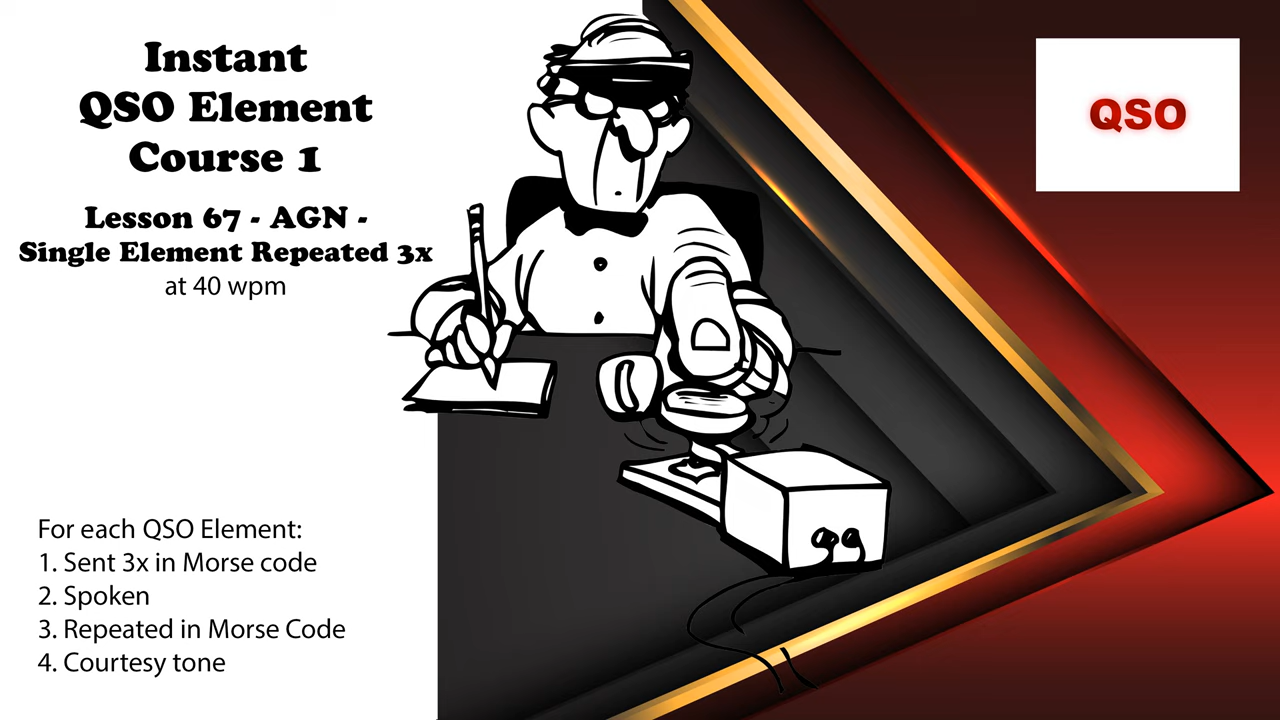 Instant
QSO Element
Course 1
Lesson 67 - AGN -
Single Element Repeated 3x
at 40 wpm
QSO
For each QSO Element:
1. Sent 3x in Morse code
2. Spoken
3. Repeated in Morse Code
4. Courtesy tone